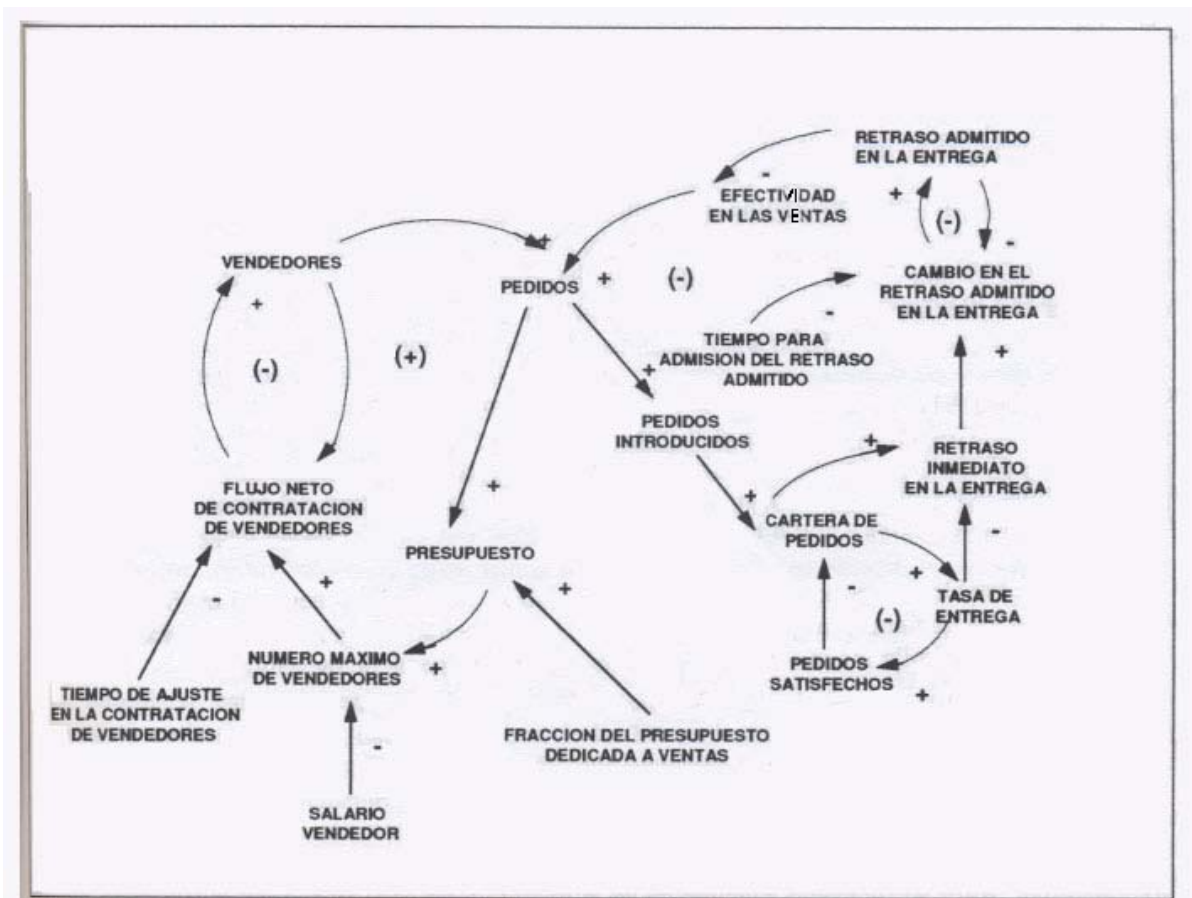 RETRASO ADMITIDO
EN LA ENTREGA
-
EFECTIVIDAD
EN LAS VENTAS
+
(-)
-
VENDEDORES
+
+
PEDIDOS
+
(-)
CAMBIO EN EL
RETRASO ADMITIDO
EN LA ENTREGA
-
TIEMPO PARA
ADMISION DEL RETRASO
ADMITIDO
+
(-)
(+)
+
PEDIDOS
INTRODUCIDOS
+
RETRASO
INMEDIATO
EN LA ENTREGA
FLUJO NETO
DE CONTRATACION
DE VENDEDORES
+
+
CARTERA DE
PEDIDOS
-
PRESUPUESTO
-
+
+
-
+
TASA DE
ENTREGA
(-)
NUMERO MAXIMO
DE VENDEDORES
+
PEDIDOS
SATISFECHOS
+
TIEMPO DE AJUSTE
EN LA CONTRATACION
DE VENDEDORES
-
FRACCION DEL PRESUPUESTO
DEDICADA A VENTAS
SALARIO
VENDEDOR